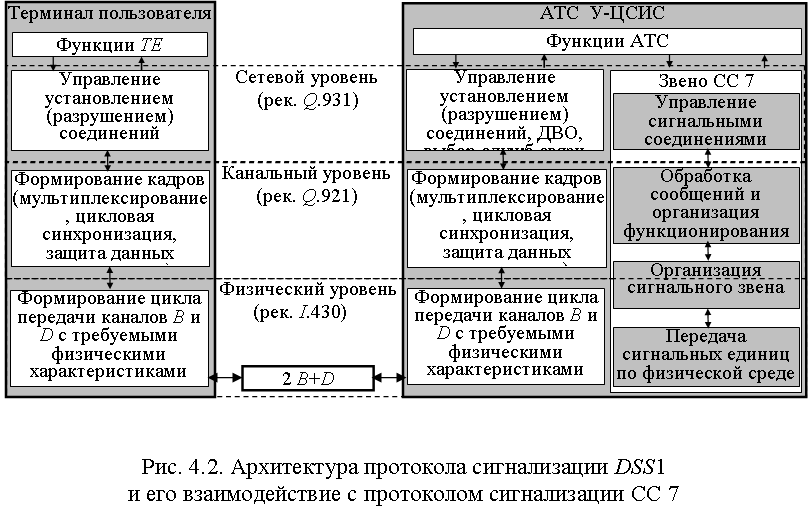 Терминал пользователя
Функции TE
Управление
установлением
(разрушением)
соединений
Формирование кадров
(мультиплексирование
, цикловая
синхронизация,
защита данных
Формирование цикла
передачи каналов B и
D с требуемыми
физическими
характеристиками
Сетевой уровень
(рек. Q.931)
Канальный уровень
(рек. Q.921)
Физический уровень
(рек. I.430)
2 B+D
АТС У-ЦСИС
Функции АТС
Управление
установлением
(разрушением)
соединений, ДВО,
Формирование кадров
(мультиплексирование
, цикловая
синхронизация,
защита данных
Формирование цикла
передачи каналов B и
D с требуемыми
физическими
характеристиками
Звено СС 7
Управление
сигнальными
соединениями
Обработка
сообщений и
организация
функционирования
Организация
сигнального звена
Передача
сигнальных единиц
по физической среде
Рис. 4.2. Архитектура протокола сигнализации DSS1
и его взаимодействие с протоколом сигнализации СС 7